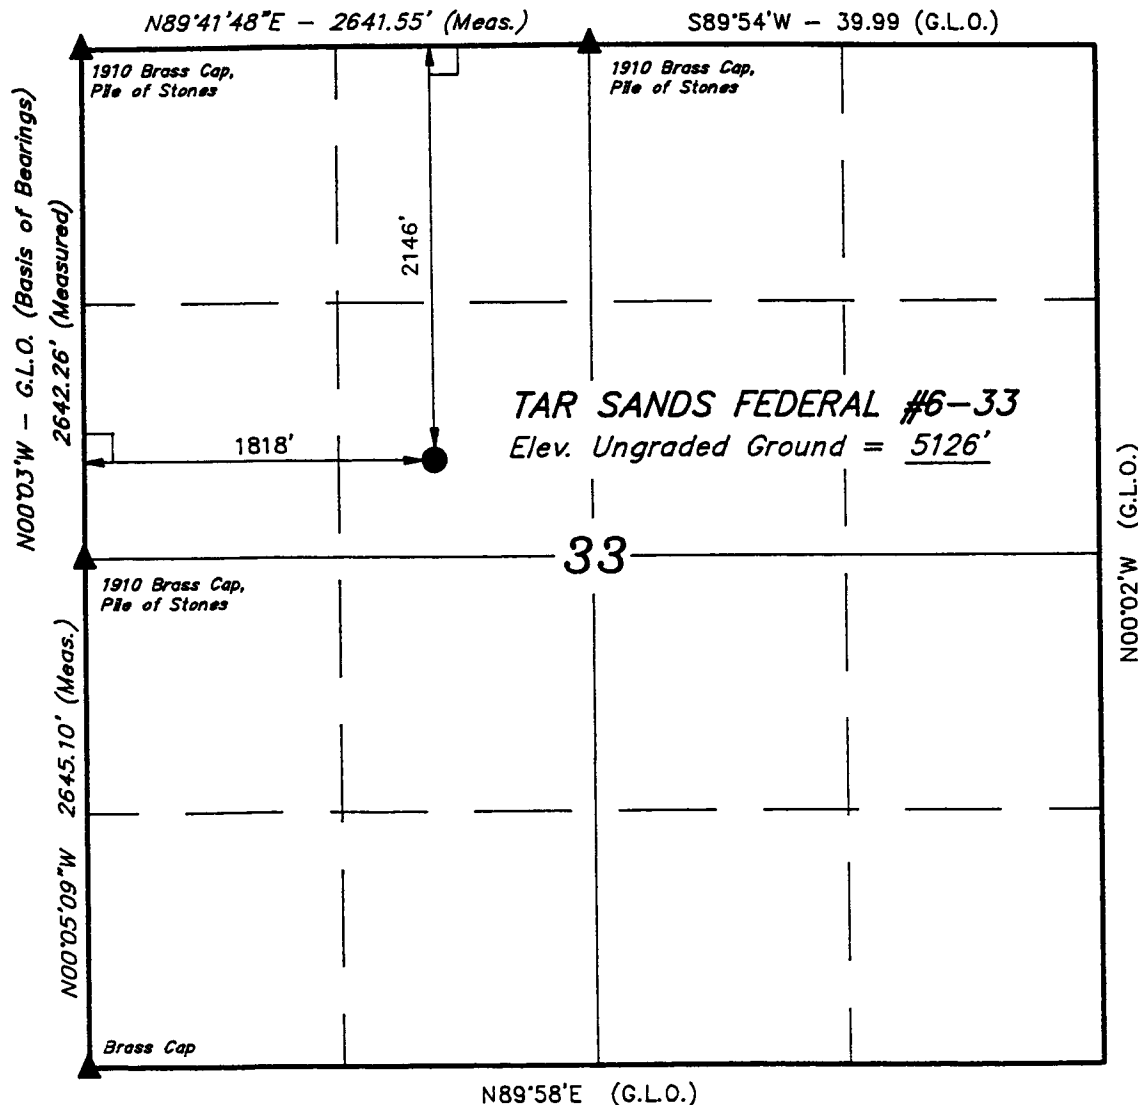 N89°41'48"E - 2641.55' (Meas.)
S89°54'W - 39.99 (G.L.O.)
1910 Brass Cap,
Pile of Stones
1910 Brass Cap,
Pile of Stones
N00°03'W - G.L.O. (Basis of Bearings)
2642.26' (Measured)
2146'
TAR SANDS FEDERAL #6-33
Elev. Ungraded Ground = 5126'
1818'
33
N00°02'W (G.L.O.)
1910 Brass Cap,
Pile of Stones
N00°05'09"W 2645.10' (Meas.)
Brass Cap
N89°58'E (G.L.O.)